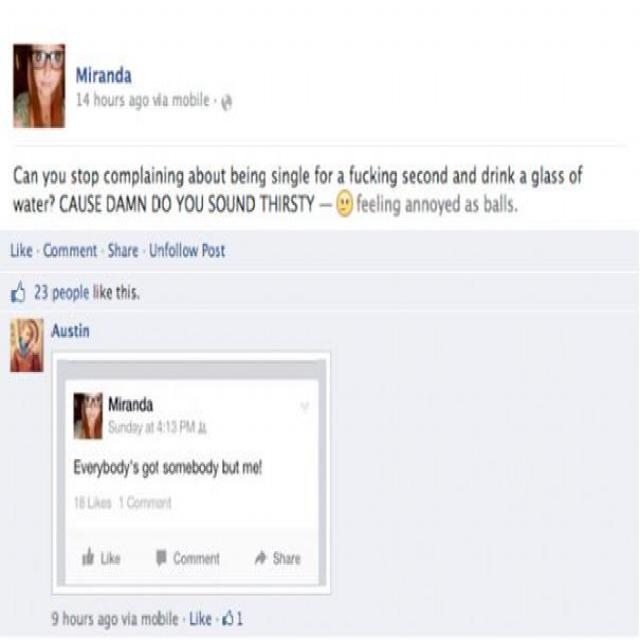 Miranda
14 hours ago via mobile ·
Can you stop complaining about being single for a fucking second and drink a glass of
water? CAUSE DAMN DO YOU SOUND THIRSTY — feeling annoyed as balls.
Like · Comment · Share · Unfollow Post
23 people like this.
Austin
Miranda
Sunday at 4:13 PM
Everybody's got somebody but me!
18 Likes 1 Comment
Like Comment Share
9 hours ago via mobile · Like · 1